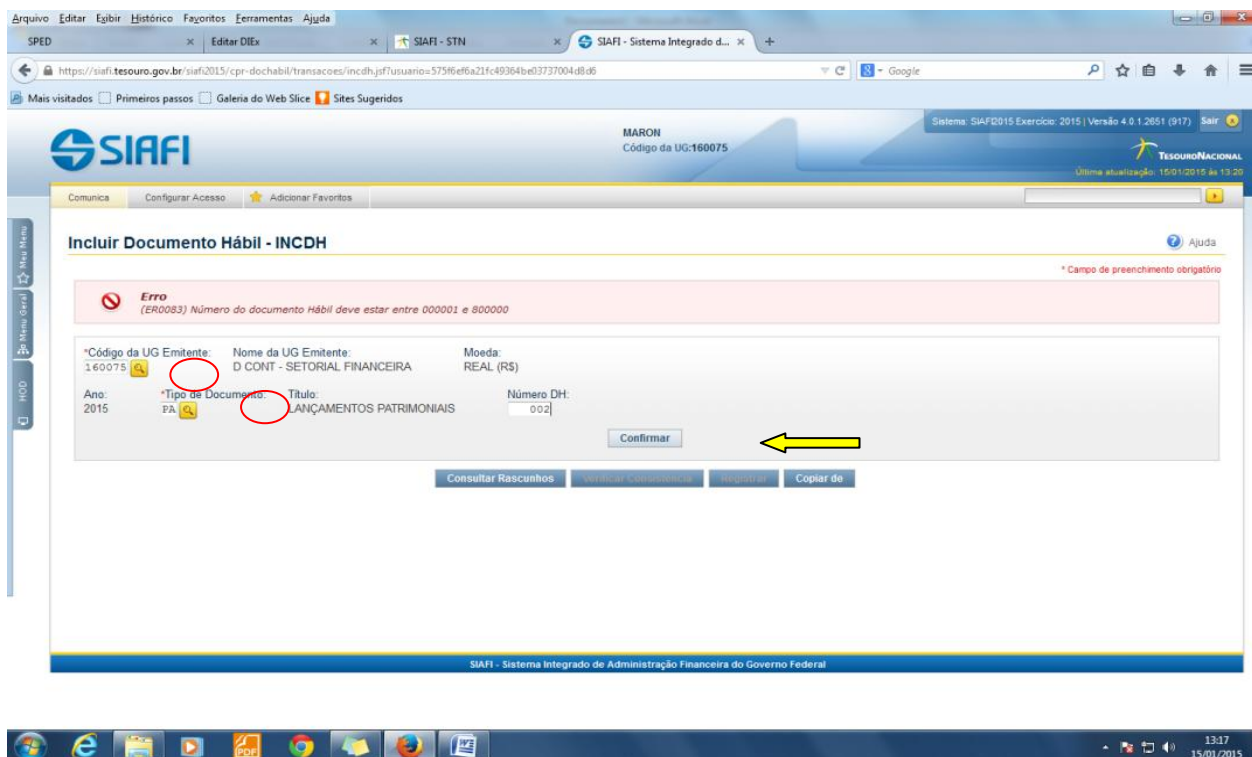 Arquivo Editar Exibir Histórico Favoritos Ferramentas Ajuda
SPED × Editar DIEx × SIAFI - STN × SIAFI - Sistema Integrado d... × +
https://siafi.tesouro.gov.br/siafi2015/cpr-dochabil/transacoes/incdh.jsf?usuario=575f6ef6a21fc49364be03737004d8d6 Google
Mais visitados Primeiros passos Galeria do Web Slice Sites Sugeridos
Sistema: SIAFI2015 Exercício: 2015 | Versão 4.0.1.2651 (917) Sair
SIAFI
MARON
Código da UG:160075
TESOURO NACIONAL
Última atualização: 15/01/2015 às 13:20
Comunica Configurar Acesso Adicionar Favoritos
Meu Menu
Menu Geral
HOD
Incluir Documento Hábil - INCDH
Ajuda
* Campo de preenchimento obrigatório
Erro
(ER0083) Número do documento Hábil deve estar entre 000001 e 800000
*Código da UG Emitente: Nome da UG Emitente: Moeda:
160075 D CONT - SETORIAL FINANCEIRA REAL (R$)
Ano: *Tipo de Documento: Título: Número DH:
2015 PA LANÇAMENTOS PATRIMONIAIS 002
Confirmar
Consultar Rascunhos Verificar Consistência Registrar Copiar de
SIAFI - Sistema Integrado de Administração Financeira do Governo Federal
PDF
13:17
15/01/2015